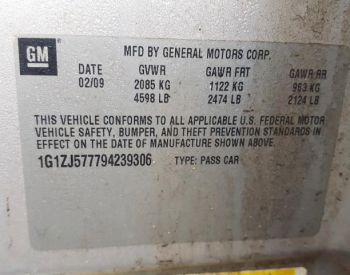 GM
MFD BY GENERAL MOTORS CORP.
DATE GVWR GAWR FRT GAWR RR
02/09 2085 KG 1122 KG 963 KG
4598 LB 2474 LB 2124 LB
THIS VEHICLE CONFORMS TO ALL APPLICABLE U.S. FEDERAL MOTOR
VEHICLE SAFETY, BUMPER, AND THEFT PREVENTION STANDARDS IN
EFFECT ON THE DATE OF MANUFACTURE SHOWN ABOVE.
1G1ZJ577794239306 TYPE: PASS CAR